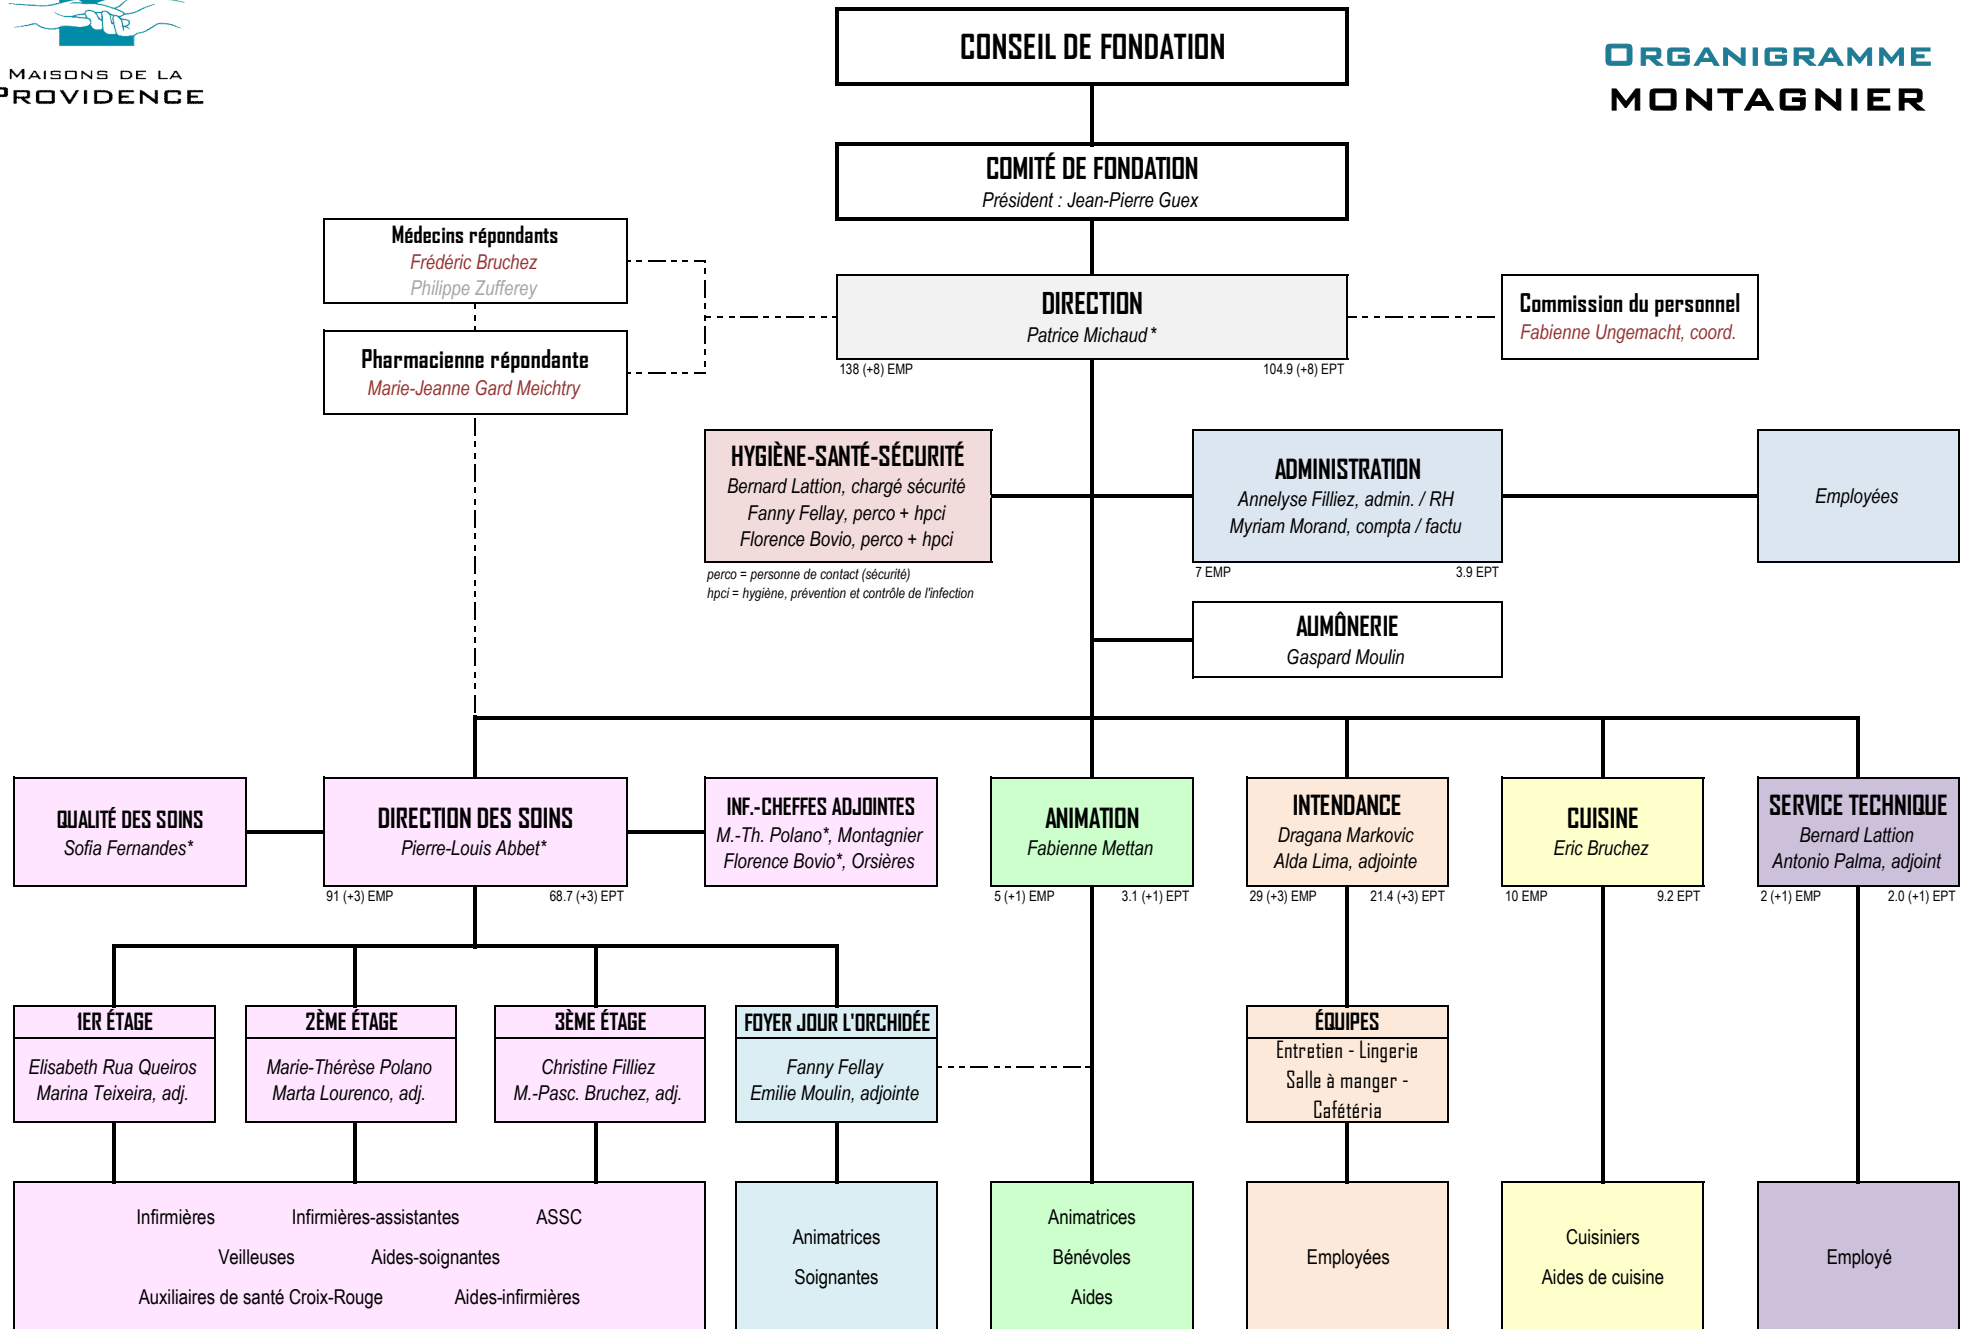 MAISONS DE LA
PROVIDENCE
ORGANIGRAMME
MONTAGNIER
CONSEIL DE FONDATION
COMITÉ DE FONDATION
Président : Jean-Pierre Guex
Médecins répondants
Frédéric Bruchez
Philippe Zufferey
Pharmacienne répondante
Marie-Jeanne Gard Meichtry
DIRECTION
Patrice Michaud *
138 (+8) EMP
104.9 (+8) EPT
Commission du personnel
Fabienne Ungemacht, coord.
HYGIÈNE-SANTÉ-SÉCURITÉ
Bernard Lattion, chargé sécurité
Fanny Fellay, perco + hpci
Florence Bovio, perco + hpci
perco = personne de contact (sécurité)
hpci = hygiène, prévention et contrôle de l'infection
ADMINISTRATION
Annelyse Filliez, admin. / RH
Myriam Morand, compta / factu
7 EMP
3.9 EPT
Employées
AUMÔNERIE
Gaspard Moulin
QUALITÉ DES SOINS
Sofia Fernandes*
DIRECTION DES SOINS
Pierre-Louis Abbet*
91 (+3) EMP
68.7 (+3) EPT
INF.-CHEFFES ADJOINTES
M.-Th. Polano*, Montagnier
Florence Bovio*, Orsières
ANIMATION
Fabienne Mettan
5 (+1) EMP
3.1 (+1) EPT
INTENDANCE
Dragana Markovic
Alda Lima, adjointe
29 (+3) EMP
21.4 (+3) EPT
CUISINE
Eric Bruchez
10 EMP
9.2 EPT
SERVICE TECHNIQUE
Bernard Lattion
Antonio Palma, adjoint
2 (+1) EMP
2.0 (+1) EPT
1ER ÉTAGE
Elisabeth Rua Queiros
Marina Teixeira, adj.
2ÈME ÉTAGE
Marie-Thérèse Polano
Marta Lourenco, adj.
3ÈME ÉTAGE
Christine Filliez
M.-Pasc. Bruchez, adj.
FOYER JOUR L'ORCHIDÉE
Fanny Fellay
Emilie Moulin, adjointe
ÉQUIPES
Entretien - Lingerie
Salle à manger -
Cafétéria
Infirmières Infirmières-assistantes ASSC
Veilleuses Aides-soignantes
Auxiliaires de santé Croix-Rouge Aides-infirmières
Animatrices
Soignantes
Animatrices
Bénévoles
Aides
Employées
Cuisiniers
Aides de cuisine
Employé